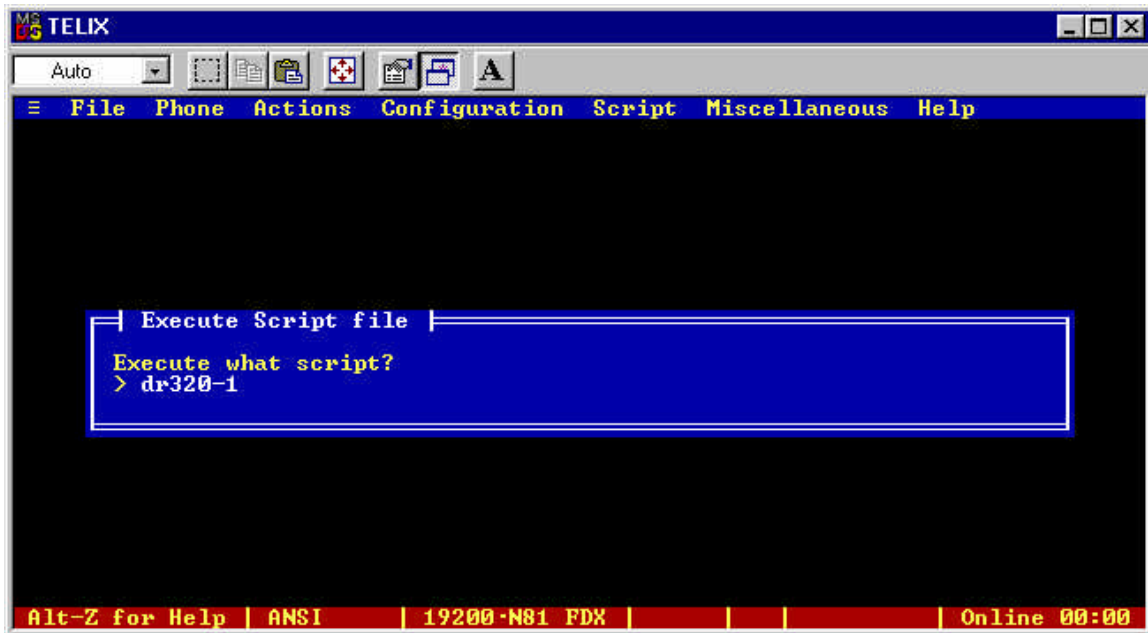 TELIX
Auto A
≡ File Phone Actions Configuration Script Miscellaneous Help
Execute Script file
Execute what script?
> dr320-1
Alt-Z for Help | ANSI | 19200·N81 FDX | | | | Online 00:00